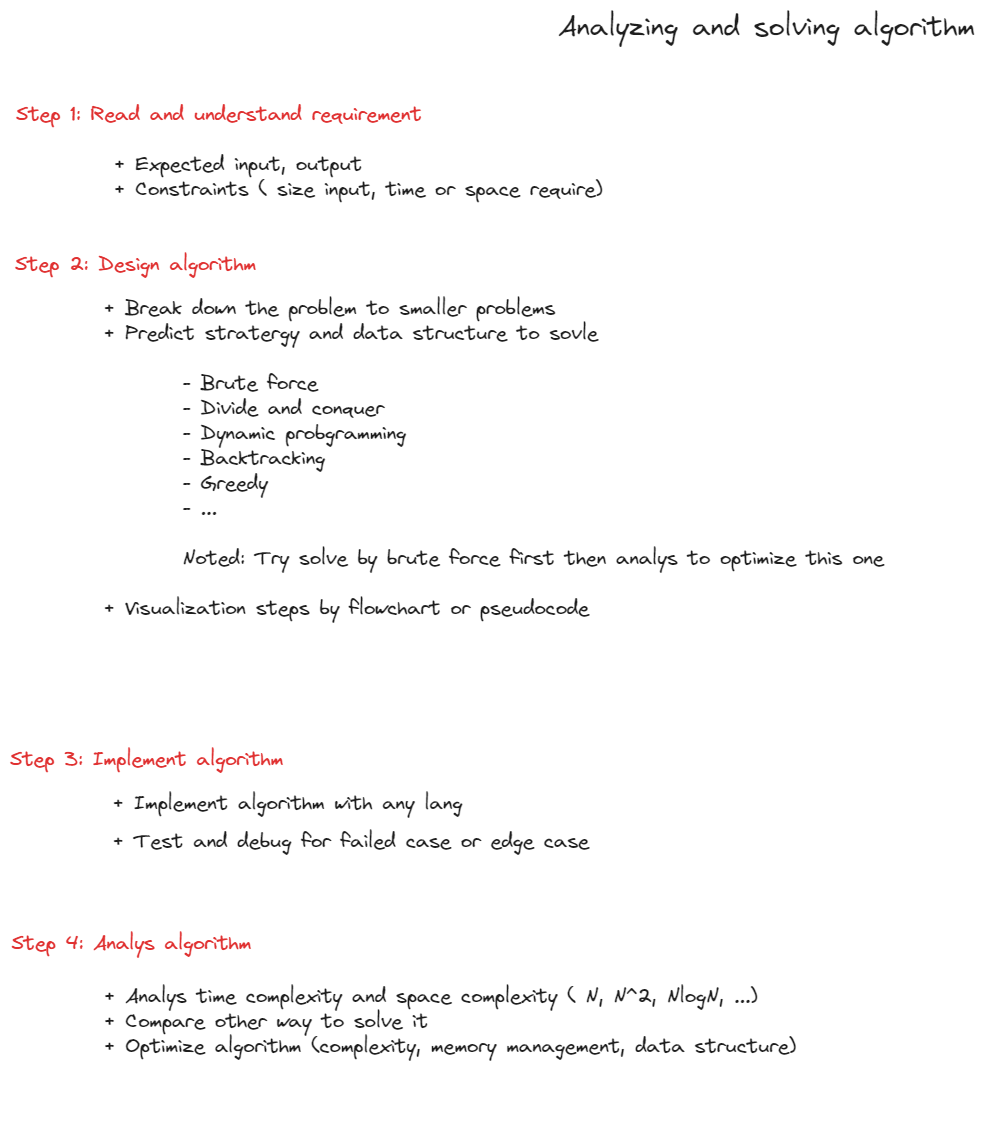 Analyzing and solving algorithm
Step 1: Read and understand requirement
+ Expected input, output
+ Constraints ( size input, time or space require)
Step 2: Design algorithm
+ Break down the problem to smaller problems
+ Predict stratergy and data structure to sovle
- Brute force
- Divide and conquer
- Dynamic probgramming
- Backtracking
- Greedy
- ...
Noted: Try solve by brute force first then analys to optimize this one
+ Visualization steps by flowchart or pseudocode
Step 3: Implement algorithm
+ Implement algorithm with any lang
+ Test and debug for failed case or edge case
Step 4: Analys algorithm
+ Analys time complexity and space complexity ( N, N^2, NlogN, ...)
+ Compare other way to solve it
+ Optimize algorithm (complexity, memory management, data structure)